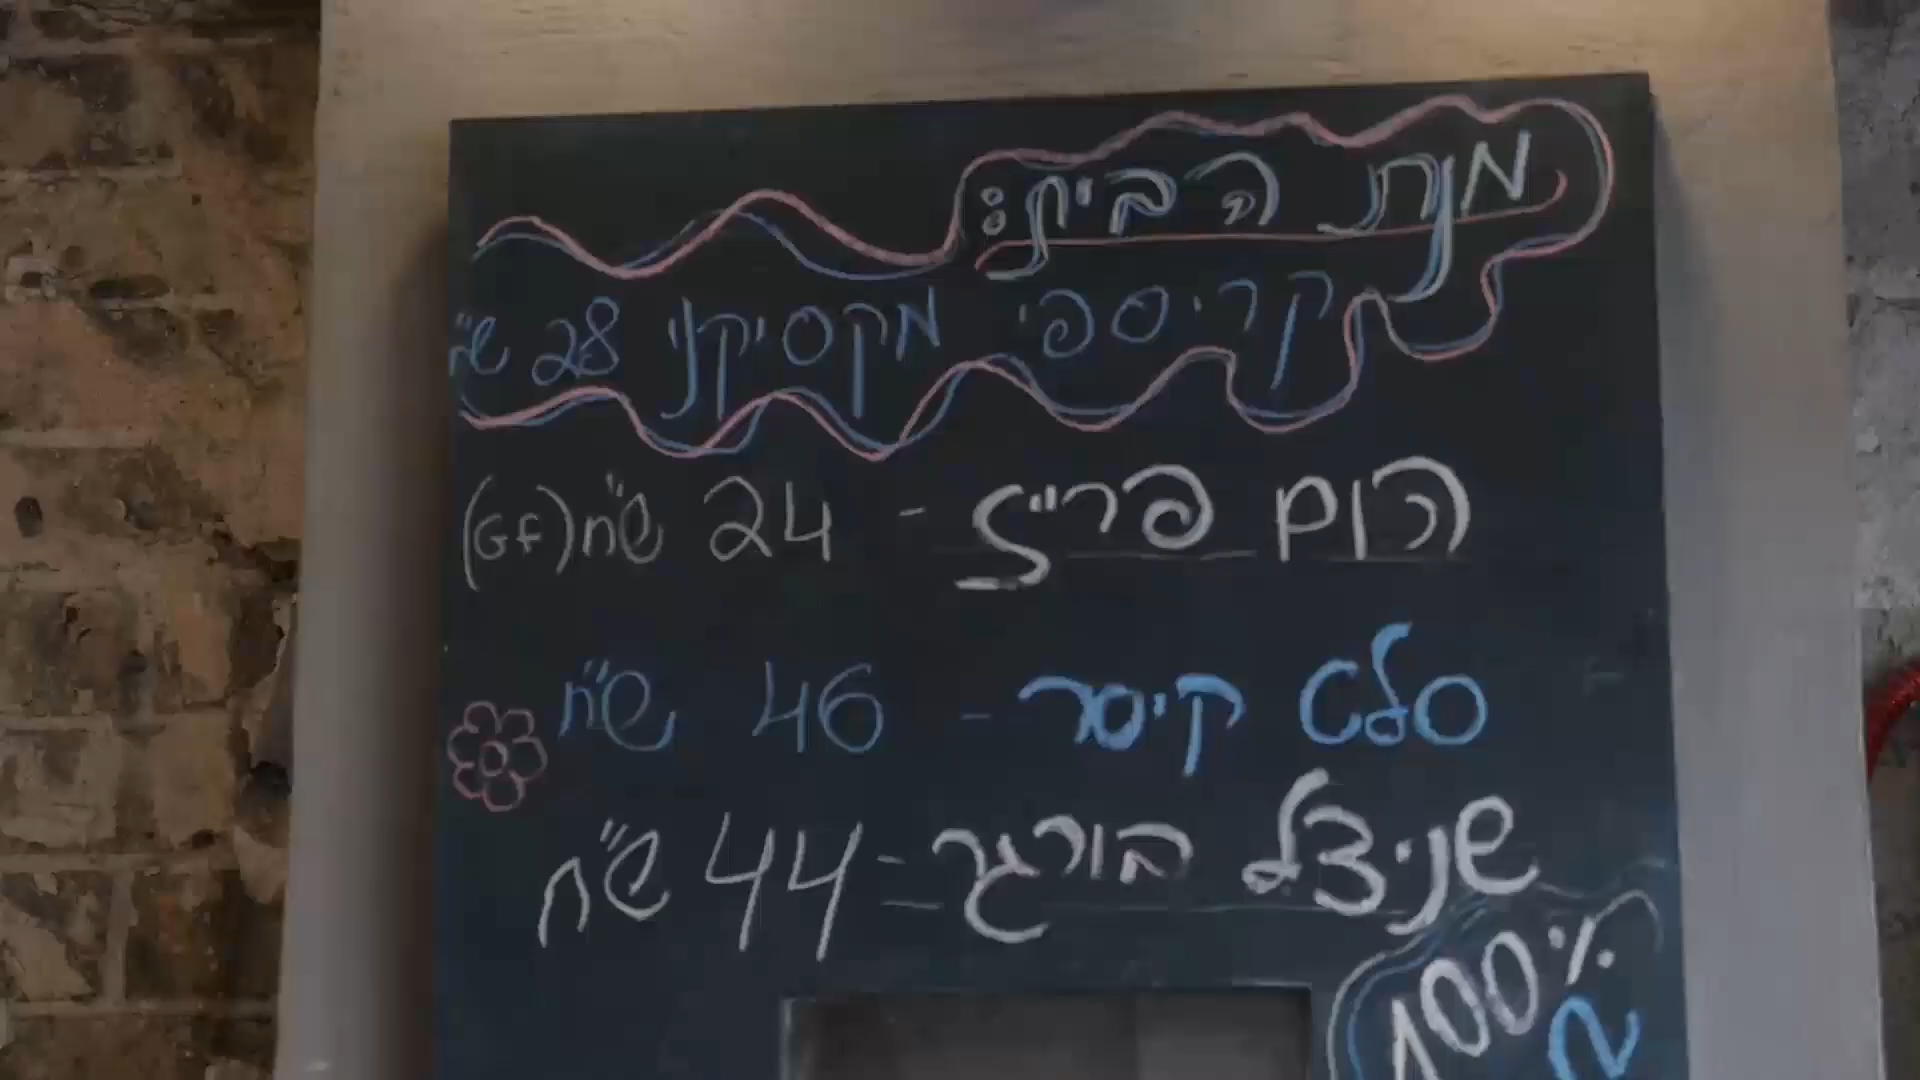 מנת הבית:
קריספי מקסיקני 28 ש"ח
הום פרייז - 24 ש"ח (GF)
סלט קיסר - 46 ש"ח
שניצל בורגר - 44 ש"ח
100%